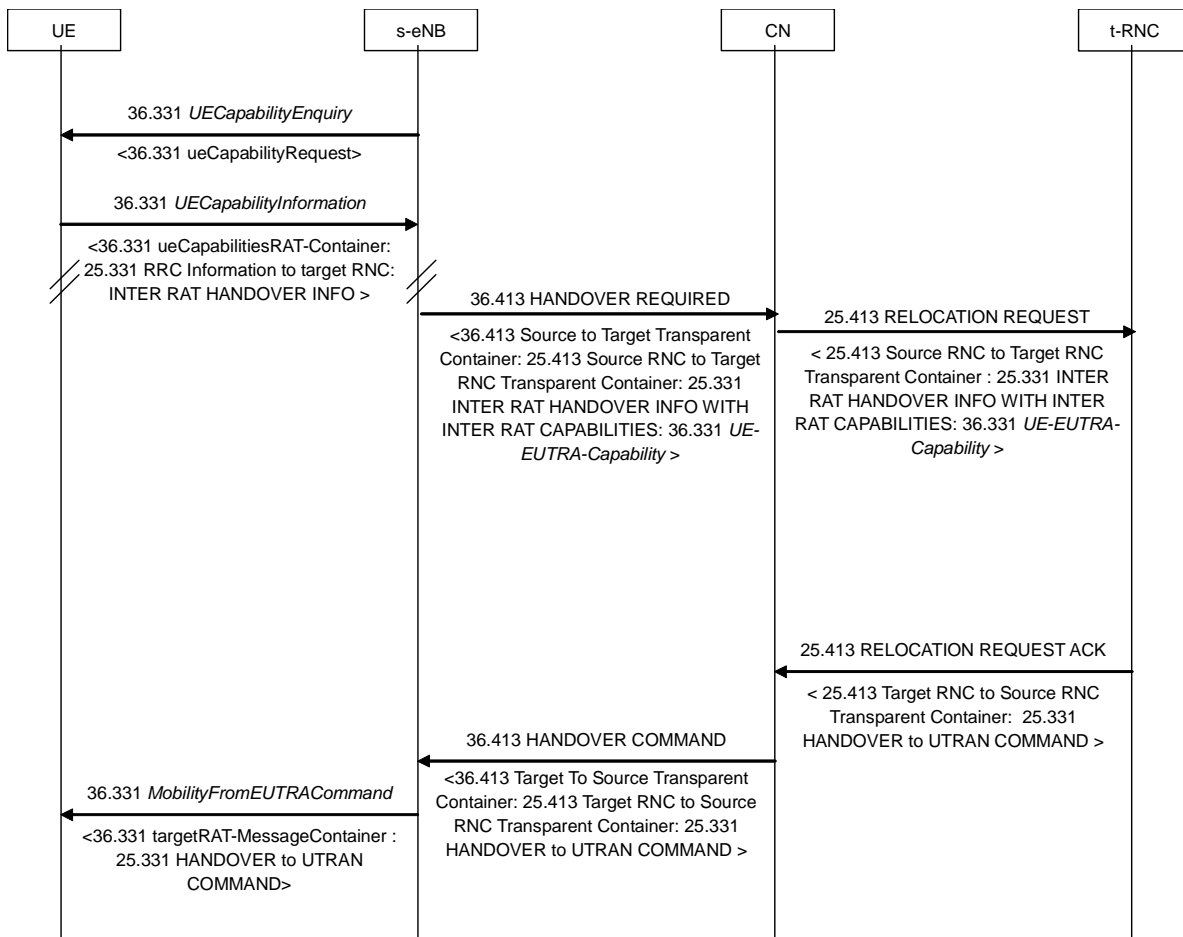 UE
s-eNB
CN
t-RNC
36.331 UECapabilityEnquiry
<36.331 ueCapabilityRequest>
36.331 UECapabilityInformation
<36.331 ueCapabilitiesRAT-Container:
25.331 RRC Information to target RNC:
INTER RAT HANDOVER INFO >
36.413 HANDOVER REQUIRED
<36.413 Source to Target Transparent
Container: 25.413 Source RNC to Target
RNC Transparent Container: 25.331
INTER RAT HANDOVER INFO WITH
INTER RAT CAPABILITIES: 36.331 UE-
EUTRA-Capability >
25.413 RELOCATION REQUEST
< 25.413 Source RNC to Target RNC
Transparent Container : 25.331 INTER
RAT HANDOVER INFO WITH INTER
RAT CAPABILITIES: 36.331 UE-EUTRA-
Capability >
25.413 RELOCATION REQUEST ACK
< 25.413 Target RNC to Source RNC
Transparent Container:  25.331
HANDOVER to UTRAN COMMAND >
36.413 HANDOVER COMMAND
<36.413 Target To Source Transparent
Container: 25.413 Target RNC to Source
RNC Transparent Container: 25.331
HANDOVER to UTRAN COMMAND >
36.331 MobilityFromEUTRACommand
<36.331 targetRAT-MessageContainer :
25.331 HANDOVER to UTRAN
COMMAND>